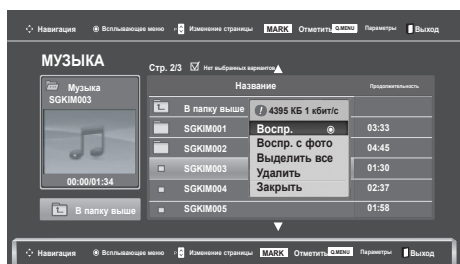 Навигация Всплывающее меню P Изменение страницы MARK Отметить Q.MENU Параметры Выход
МУЗЫКА
Стр. 2/3 Нет выбранных вариантов
Музыка
SGKIM003
00:00/01:34
В папку выше
Название Продолжительность
В папку выше
SGKIM001 03:33
SGKIM002 04:45
SGKIM003 01:30
SGKIM004 02:37
SGKIM005 01:58
4395 КБ 1 кбит/с
Воспр.
Воспр. с фото
Выделить все
Удалить
Закрыть
Навигация Всплывающее меню P Изменение страницы MARK Отметить Q.MENU Параметры Выход